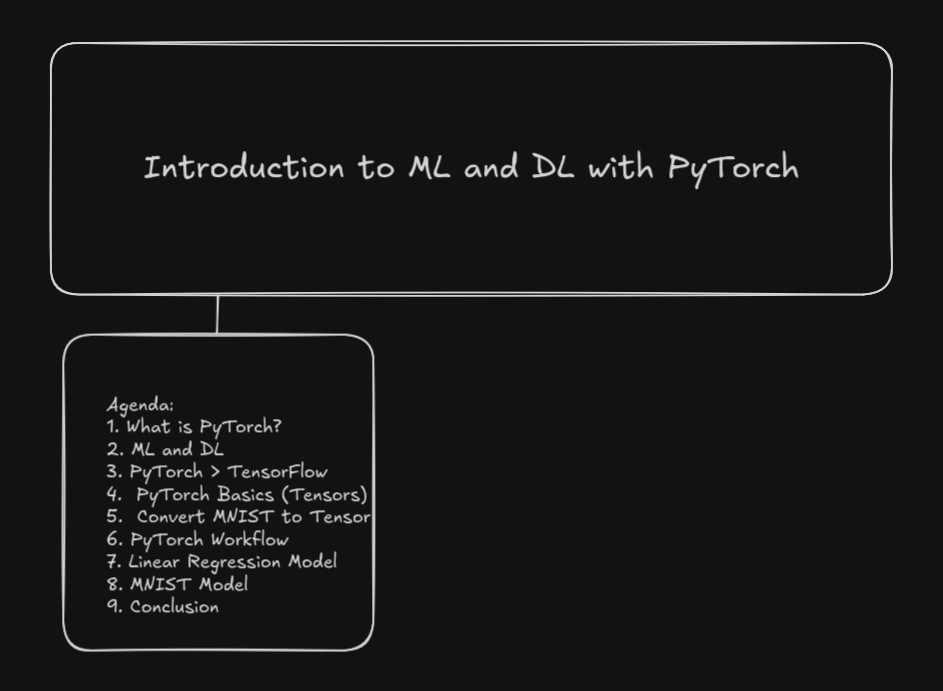 Introduction to ML and DL with PyTorch
Agenda:
1. What is PyTorch?
2. ML and DL
3. PyTorch > TensorFlow
4. PyTorch Basics (Tensors)
5. Convert MNIST to Tensor
6. PyTorch Workflow
7. Linear Regression Model
8. MNIST Model
9. Conclusion